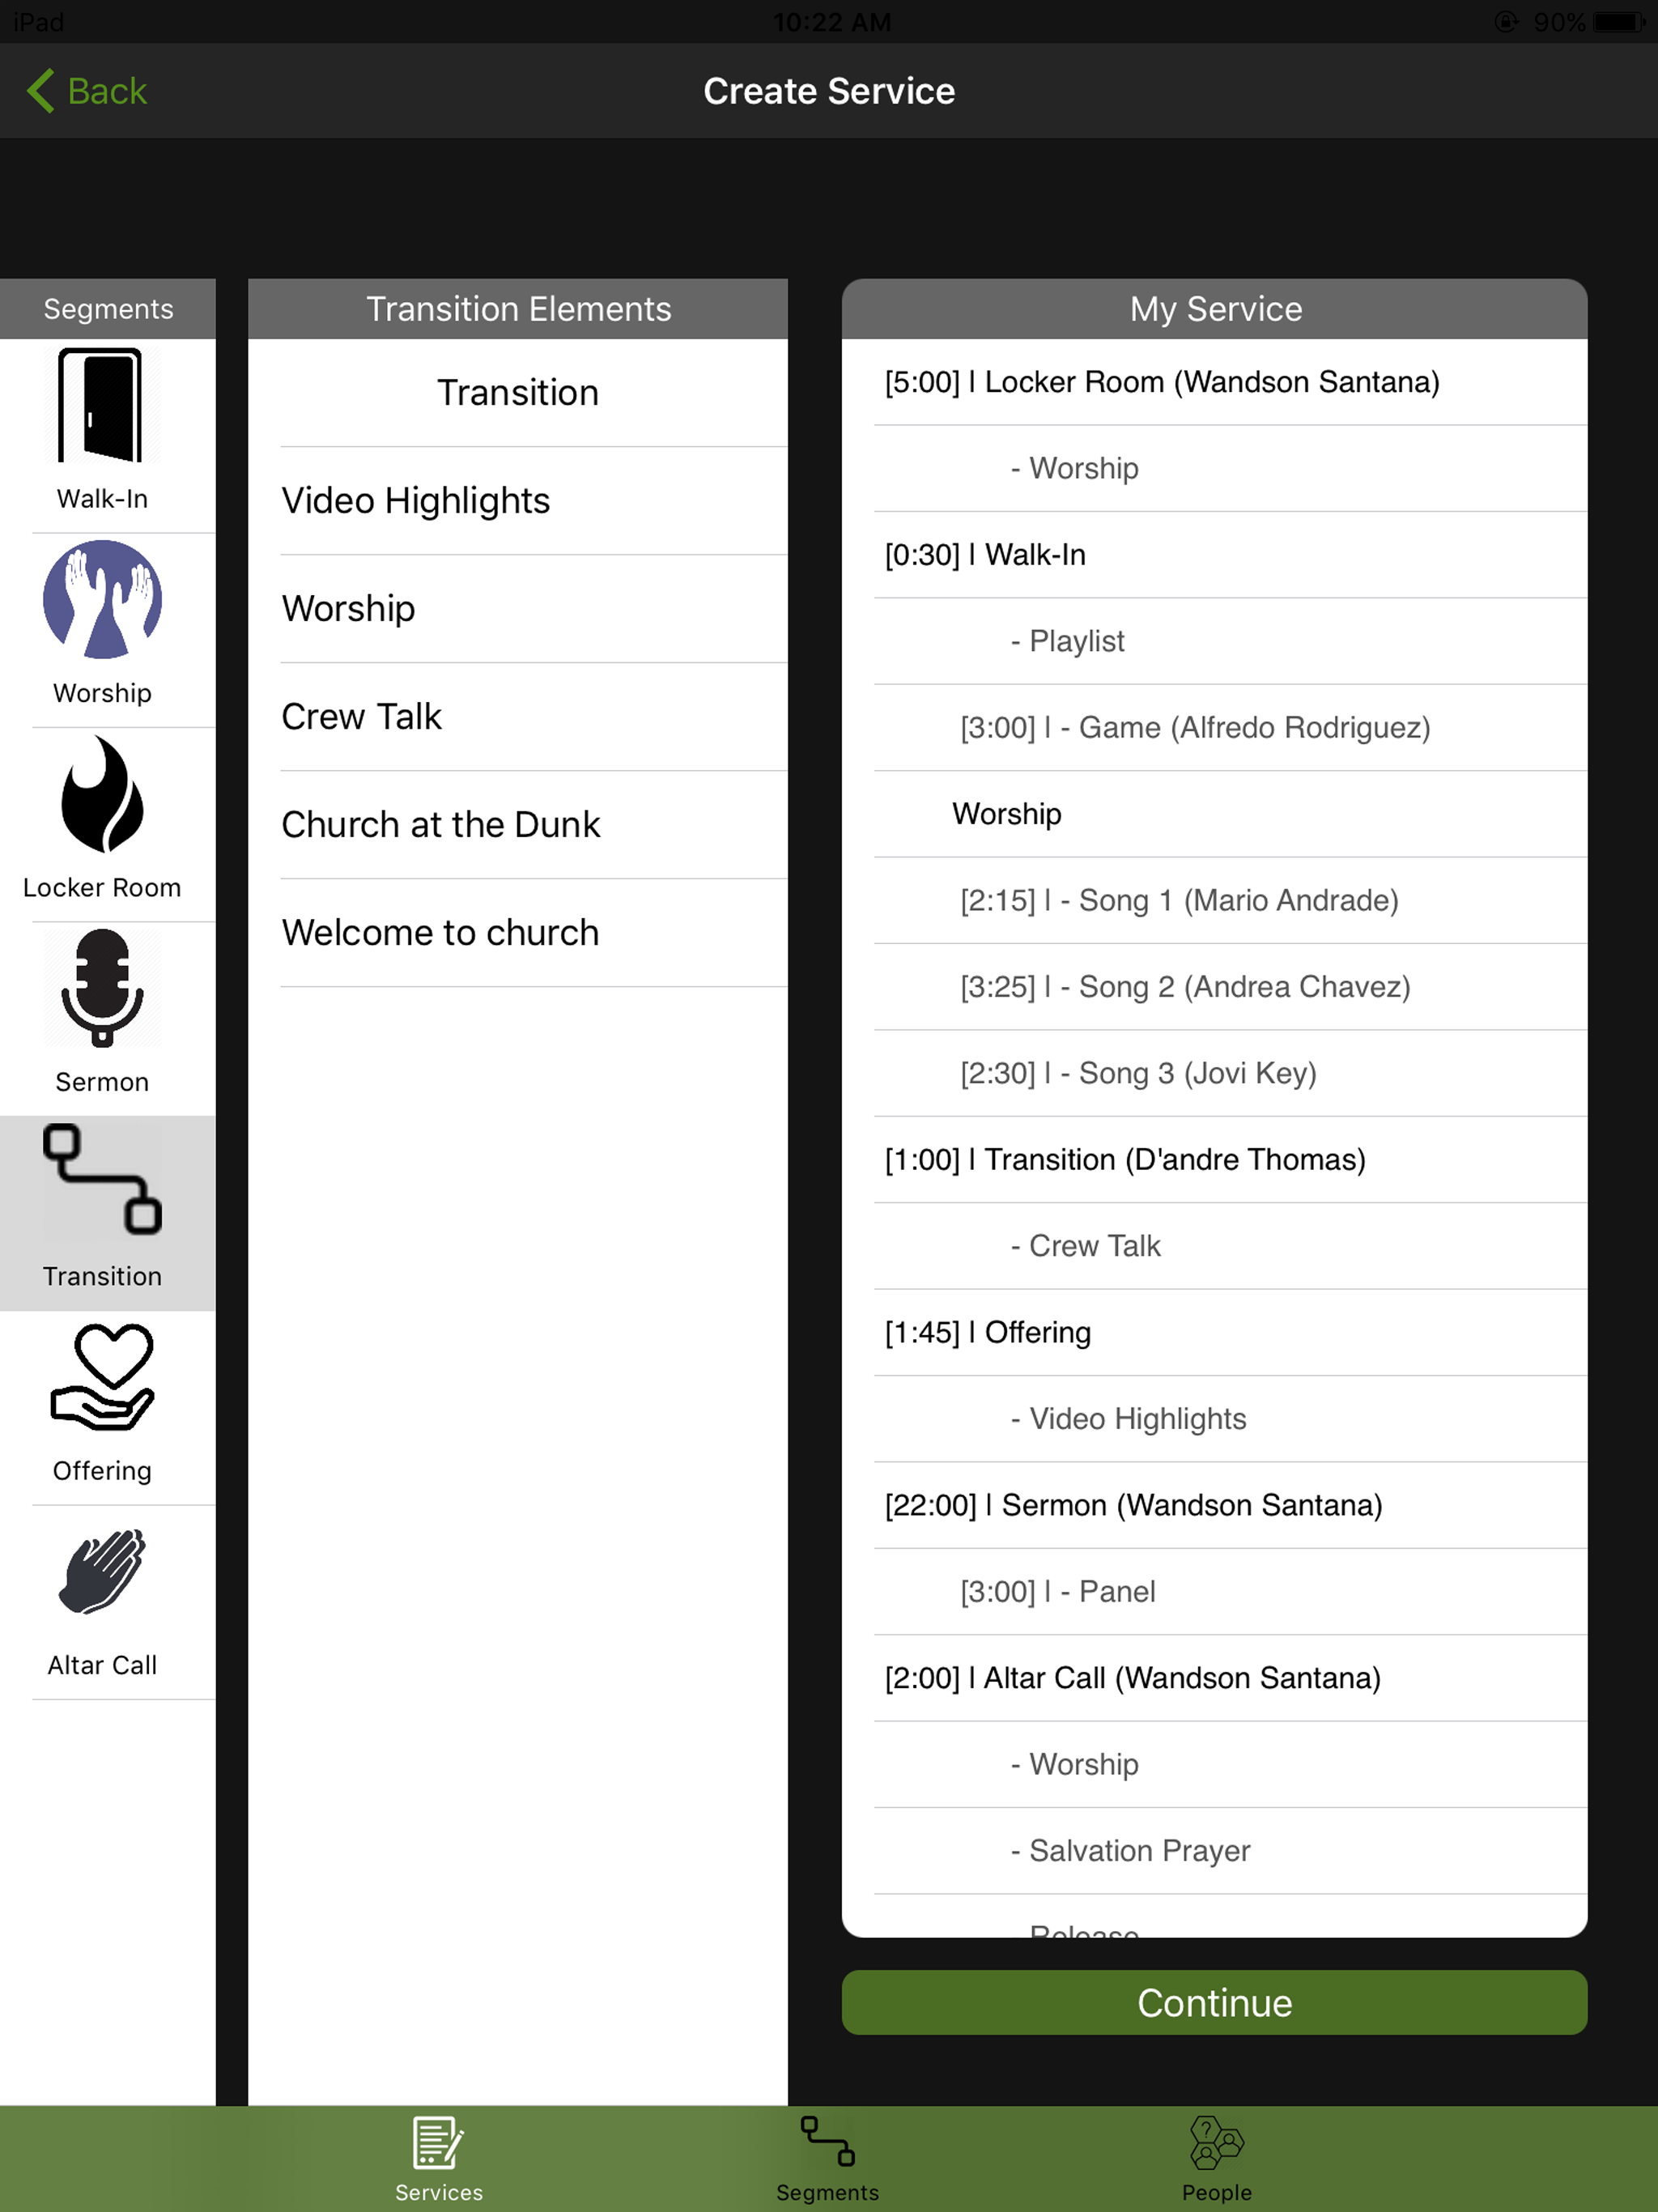 iPad
10:22 AM
90%
Back
Create Service
Segments
Walk-In
Worship
Locker Room
Sermon
Transition
Offering
Altar Call
Transition Elements
Transition
Video Highlights
Worship
Crew Talk
Church at the Dunk
Welcome to church
My Service
[5:00] | Locker Room (Wandson Santana)
- Worship
[0:30] | Walk-In
- Playlist
[3:00] | - Game (Alfredo Rodriguez)
Worship
[2:15] | - Song 1 (Mario Andrade)
[3:25] | - Song 2 (Andrea Chavez)
[2:30] | - Song 3 (Jovi Key)
[1:00] | Transition (D'andre Thomas)
- Crew Talk
[1:45] | Offering
- Video Highlights
[22:00] | Sermon (Wandson Santana)
[3:00] | - Panel
[2:00] | Altar Call (Wandson Santana)
- Worship
- Salvation Prayer
Release
Continue
Services
Segments
People